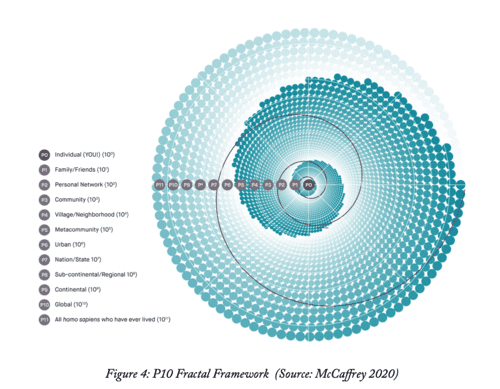 P0 Individual (YOU!) (10⁰)
P1 Family/Friends (10¹)
P2 Personal Network (10²)
P3 Community (10³)
P4 Village/Neighborhood (10⁴)
P5 Metacommunity (10⁵)
P6 Urban (10⁶)
P7 Nation/State 10⁷)
P8 Sub-continental/Regional 10⁸)
P9 Continental (10⁹)
P10 Global (10¹⁰)
P11 All homo sapiens who have ever lived (10¹¹)
P11 P10 P9 P7 P6 P5 P4 P3 P2 P1 P0
Figure 4: P10 Fractal Framework (Source: McCaffrey 2020)